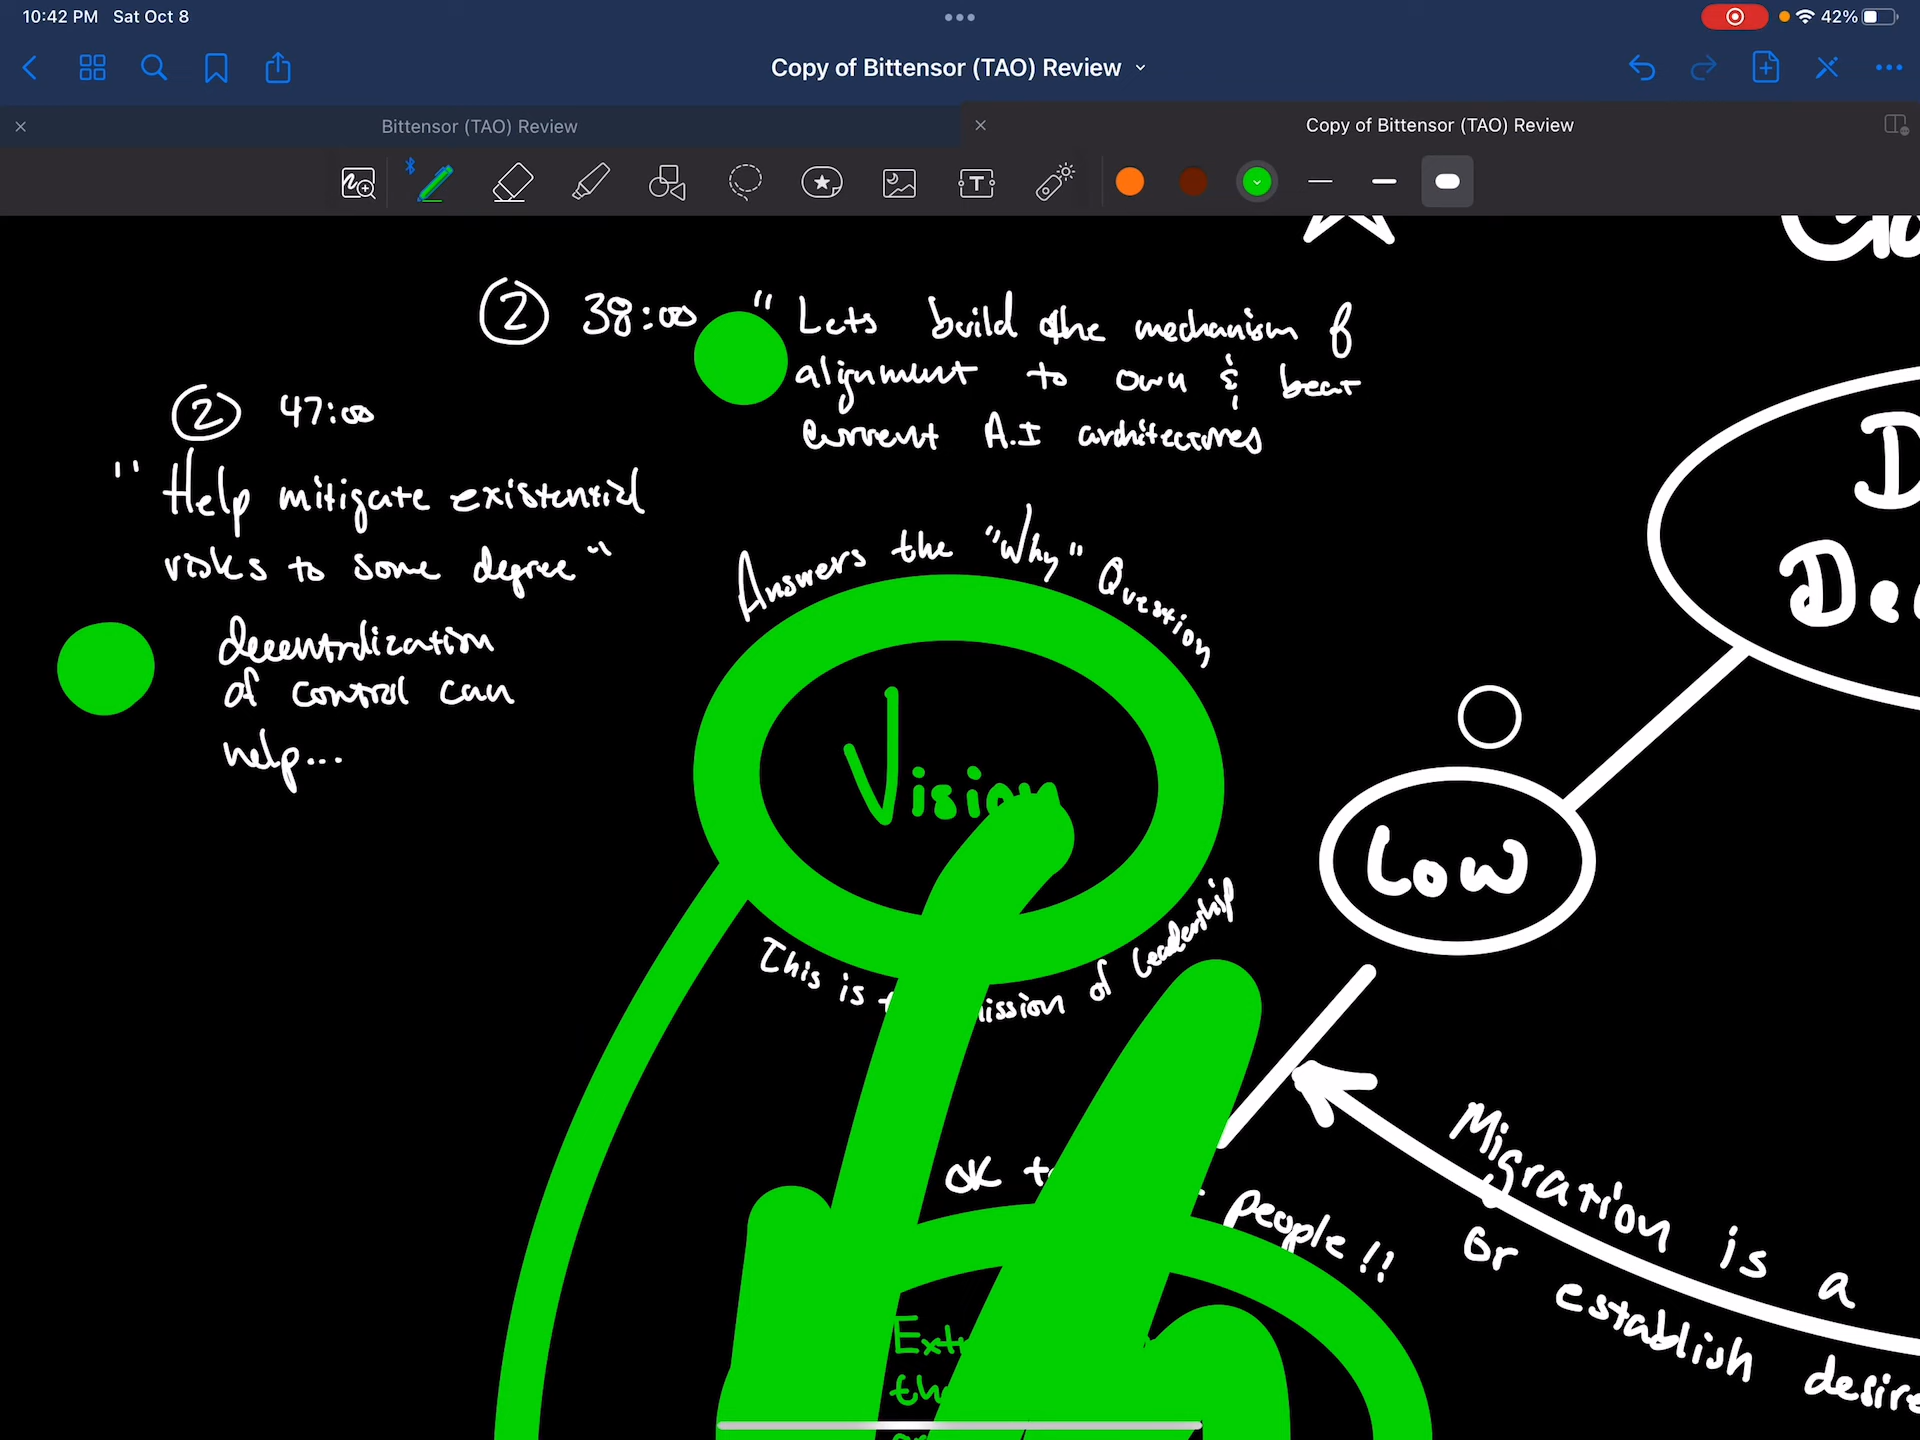 10:42 PM Sat Oct 8
42%
Copy of Bittensor (TAO) Review
Bittensor (TAO) Review
Copy of Bittensor (TAO) Review
T
2 38:00 " Lets build the mechanism of
alignment to own & beat
current A.I architectures
2 47:00
" Help mitigate existential
risks to some degree "
decentralization
of control can
help...
Answers the "Why" Question
Vision
This is mission of Leadership
D
Low
OK people !!
Migration is a
or establish